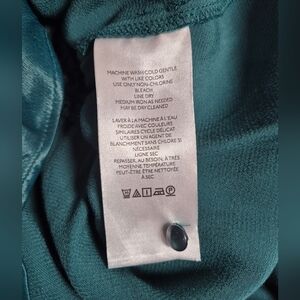 MACHINE WASH COLD GENTLE
WITH LIKE COLOAS
USE ONLY NON-CHLORINE
BLEACH
LINE DRY
MEDIUM IRON AS NEEDED
MAY BE DRY CLEANED
LAVER À LA MACHINE À L'EAU
FROIDE AVEC COULEURS
SIMILAIRES CYCLE DÉLICAT
UTILISER UN AGENT DE
BLANCHIMENT SANS CHLORE SI
NÉCESSAIRE
LIGNE SEC
REPASSER, AU BESOIN, À TRÈS
MOYENNE TEMPÉRATURE
PEUT-ÊTRE ÊTRE NETTOYÉE
À SEC